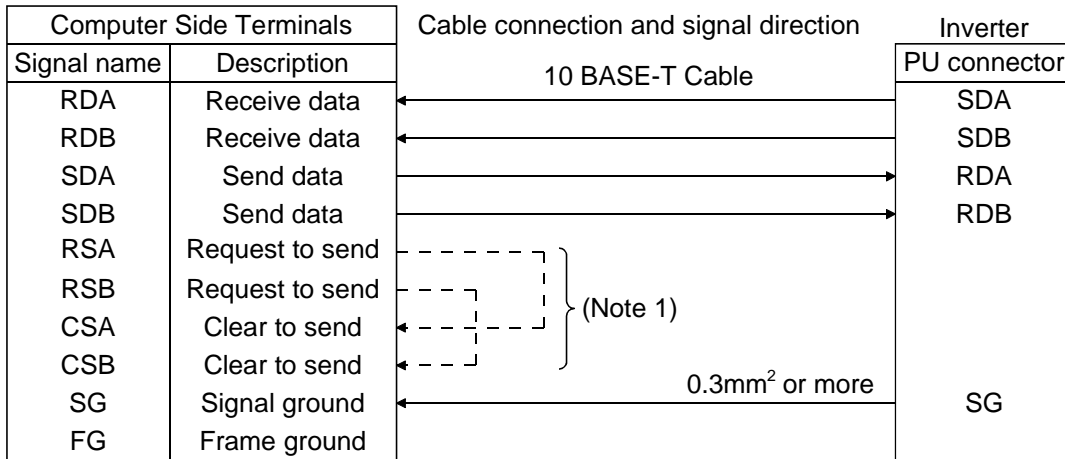 Computer Side Terminals Cable connection and signal direction Inverter
Signal name Description 10 BASE-T Cable PU connector
RDA Receive data SDA
RDB Receive data SDB
SDA Send data RDA
SDB Send data RDB
RSA Request to send
RSB Request to send (Note 1)
CSA Clear to send
CSB Clear to send
SG Signal ground 0.3mm² or more SG
FG Frame ground